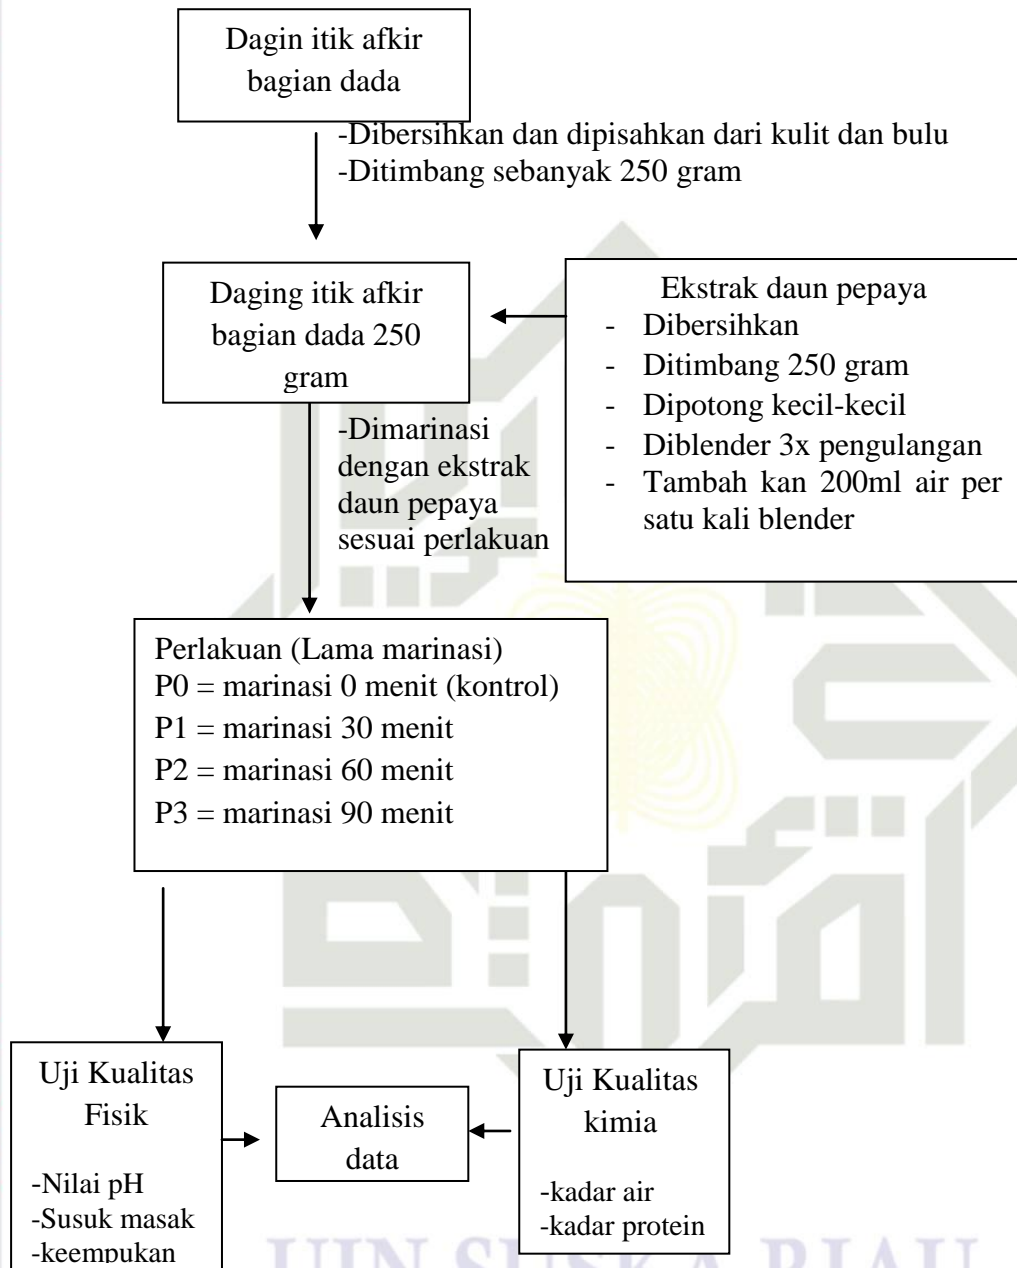 Dagin itik afkir
bagian dada
-Dibersihkan dan dipisahkan dari kulit dan bulu
-Ditimbang sebanyak 250 gram
Daging itik afkir
bagian dada 250
gram
Ekstrak daun pepaya
- Dibersihkan
- Ditimbang 250 gram
- Dipotong kecil-kecil
- Diblender 3x pengulangan
- Tambah kan 200ml air per
satu kali blender
-Dimarinasi
dengan ekstrak
daun pepaya
sesuai perlakuan
Perlakuan (Lama marinasi)
P0 = marinasi 0 menit (kontrol)
P1 = marinasi 30 menit
P2 = marinasi 60 menit
P3 = marinasi 90 menit
Uji Kualitas
Fisik
-Nilai pH
-Susuk masak
-keempukan
Analisis
data
Uji Kualitas
kimia
-kadar air
-kadar protein
UIN SUSKA RIAU